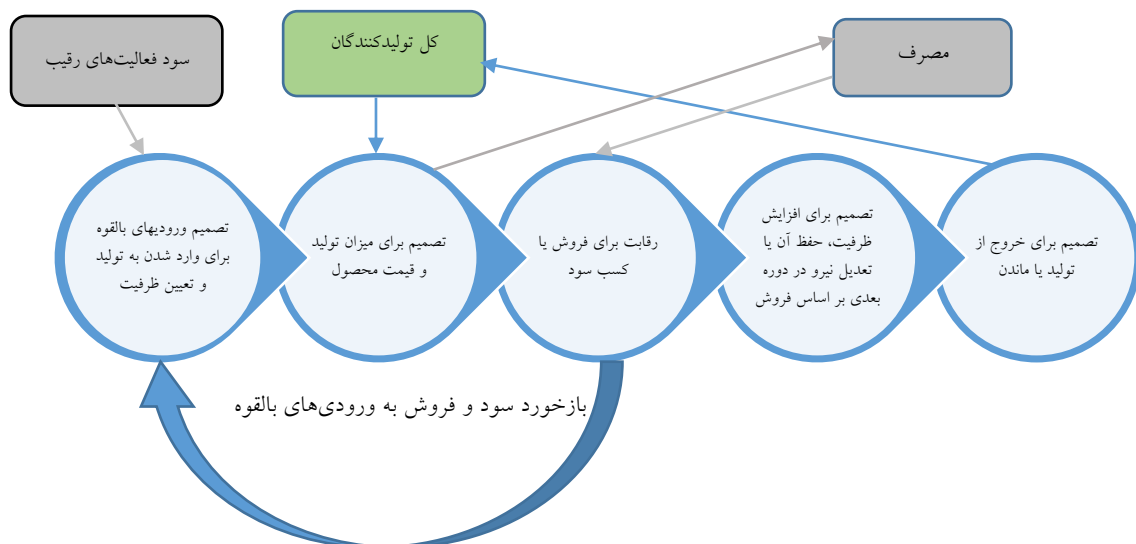 سود فعالیت‌های رقیب
کل تولیدکنندگان
مصرف
تصمیم ورودیهای بالقوه
برای وارد شدن به تولید
و تعیین ظرفیت
تصمیم برای میزان تولید
و قیمت محصول
رقابت برای فروش یا
کسب سود
تصمیم برای افزایش
ظرفیت، حفظ آن یا
تعدیل نیرو در دوره
بعدی بر اساس فروش
تصمیم برای خروج از
تولید یا ماندن
بازخورد سود و فروش به ورودی‌های بالقوه